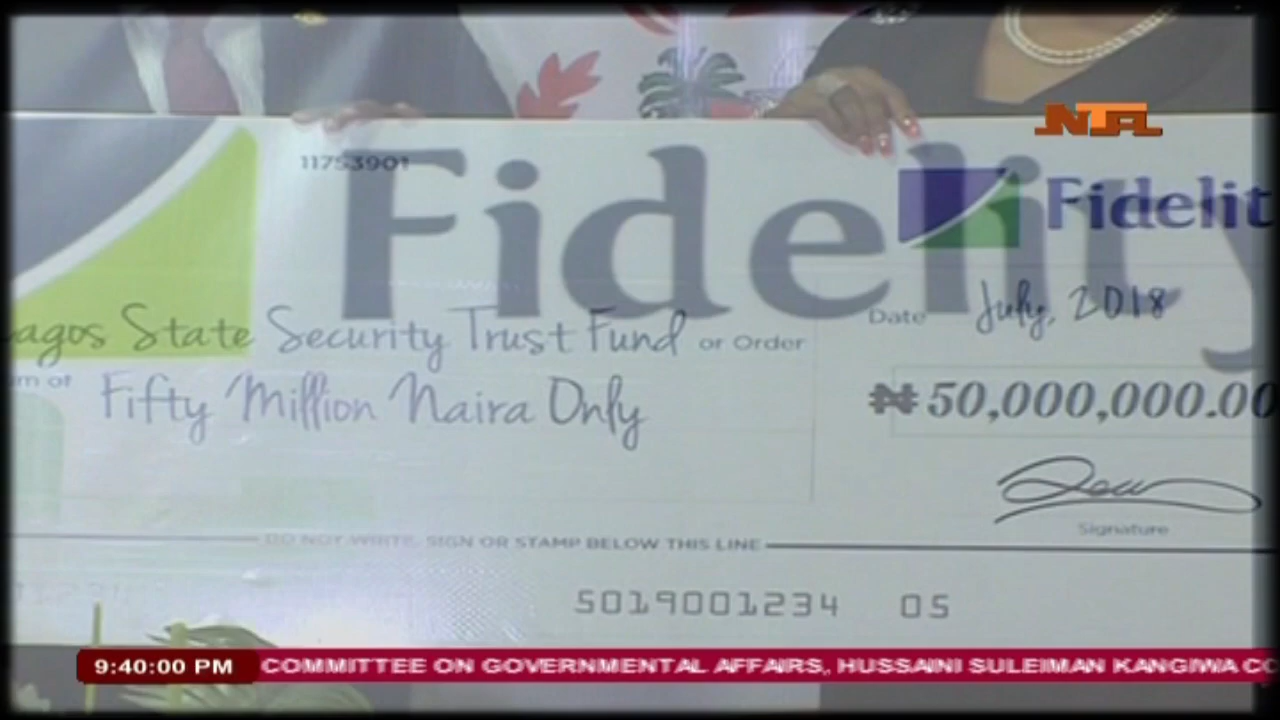 NTA
11753901
Fidelity
Fidelit
Date July, 2018
agos State Security Trust Fund or Order
m of Fifty Million Naira Only
₦50,000,000.00
Signature
DO NOT WRITE, SIGN OR STAMP BELOW THIS LINE
5019001234 05
9:40:00 PM COMMITTEE ON GOVERNMENTAL AFFAIRS, HUSSAINI SULEIMAN KANGIWA CO